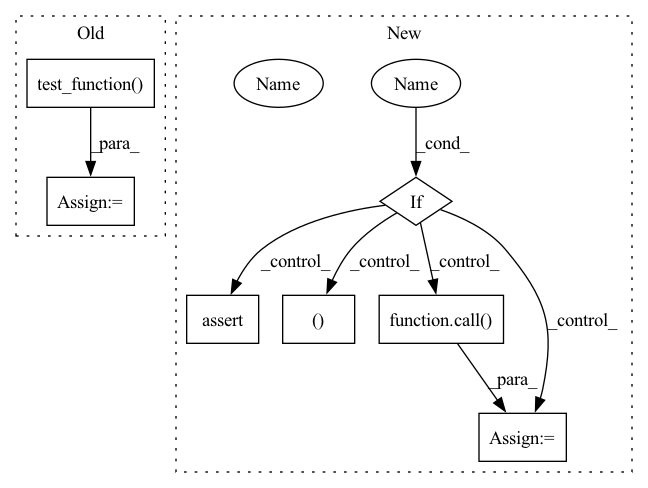 Old
New
test_function()
Name
Name
_para_
_cond_
Assign:=
If
_control_
_control_
_control_
_control_
assert
()
function.call()
_para_
Assign:=